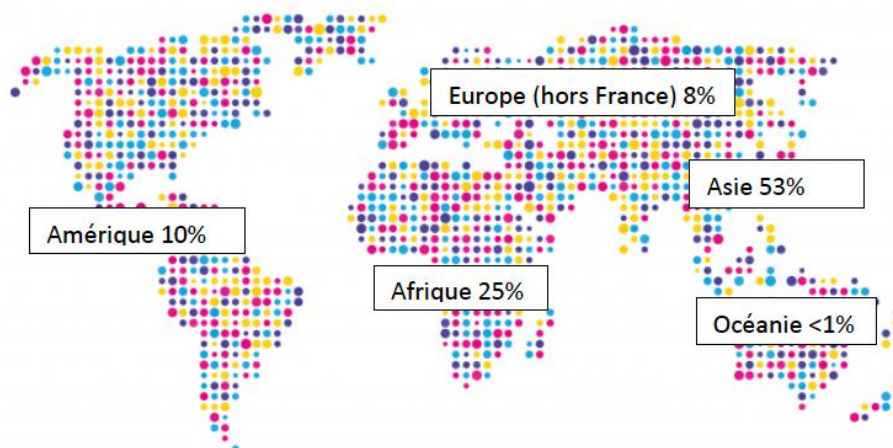 Europe (hors France) 8%
Asie 53%
Amérique 10%
Afrique 25%
Océanie <1%